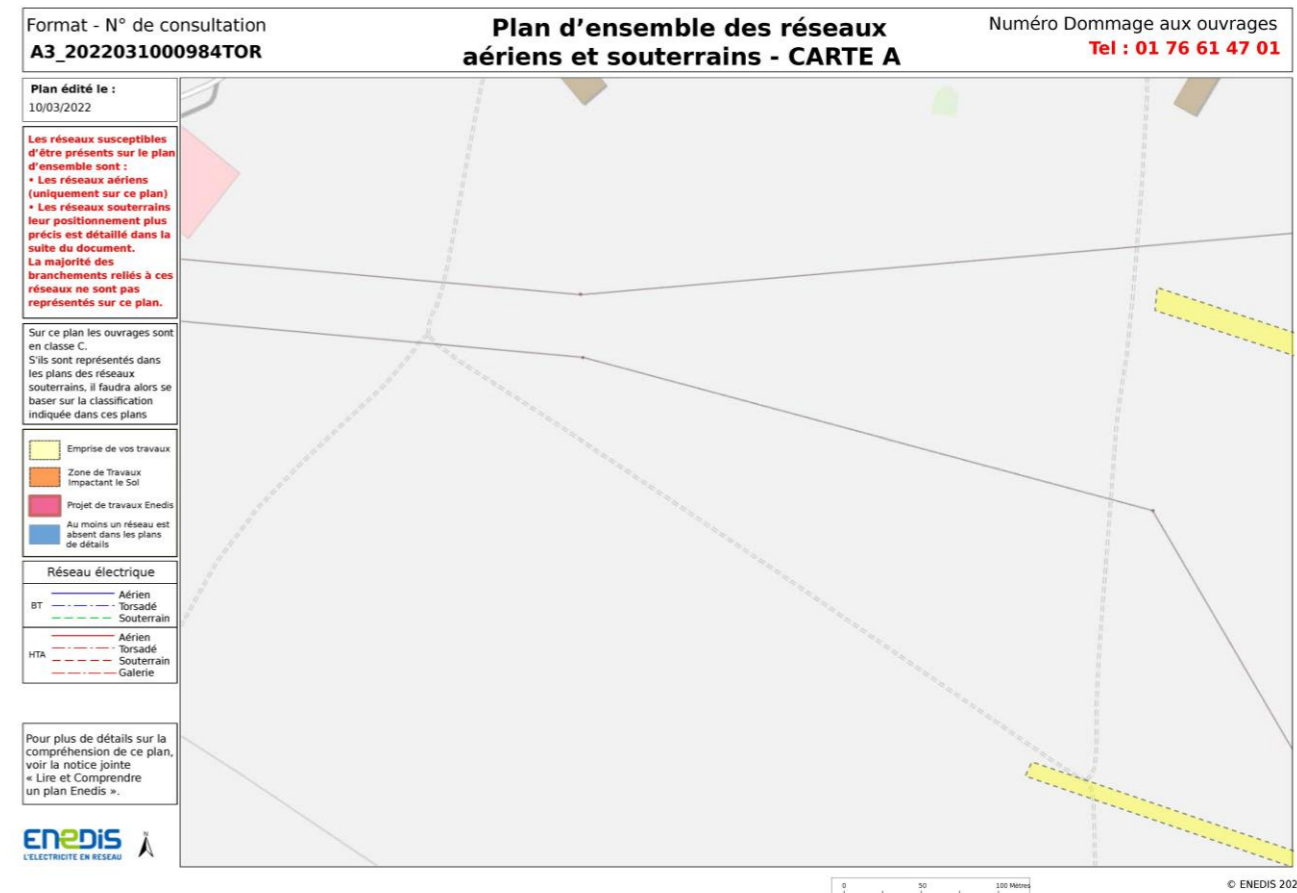 Format - N° de consultation
A3_2022031000984TOR
Plan d’ensemble des réseaux
aériens et souterrains - CARTE A
Numéro Dommage aux ouvrages
Tel : 01 76 61 47 01
Plan édité le :
10/03/2022
Les réseaux susceptibles
d’être présents sur le plan
d’ensemble sont :
• Les réseaux aériens
(uniquement sur ce plan)
• Les réseaux souterrains
leur positionnement plus
précis est détaillé dans la
suite du document.
La majorité des
branchements reliés à ces
réseaux ne sont pas
représentés sur ce plan.
Sur ce plan les ouvrages sont
en classe C.
S'ils sont représentés dans
les plans des réseaux
souterrains, il faudra alors se
baser sur la classification
indiquée dans ces plans
Emprise de vos travaux
Zone de Travaux
Impactant le Sol
Projet de travaux Enedis
Au moins un réseau est
absent dans les plans
de détails
Réseau électrique
BT
Aérien
Torsadé
Souterrain
HTA
Aérien
Torsadé
Souterrain
Galerie
Pour plus de détails sur la
compréhension de ce plan,
voir la notice jointe
« Lire et Comprendre
un plan Enedis ».
ENEDIS
L'ELECTRICITE EN RESEAU
N
0 50 100 Mètres
© ENEDIS 202